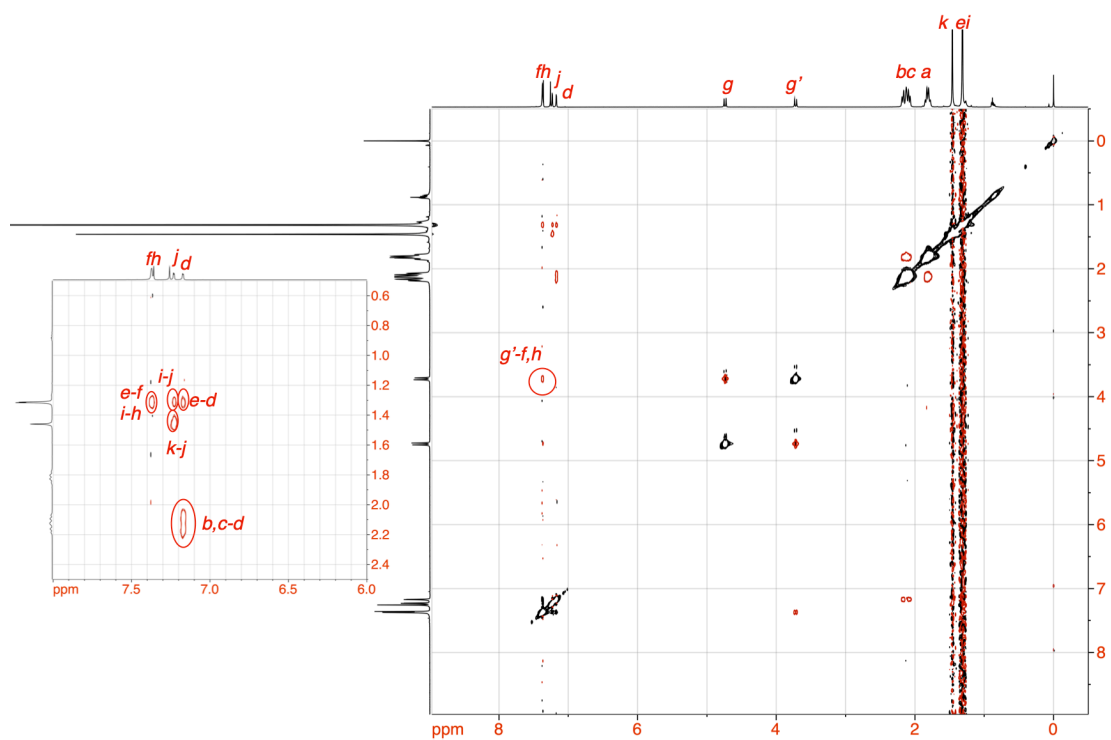 k ei
fh j d g g' bc a
0
1
2
3
4
5
6
7
8
g'-f,h
ppm 8 6 4 2 0
fh j d
0.6
0.8
1.0
1.2
1.4
1.6
1.8
2.0
2.2
2.4
i-j
e-f e-d
i-h
k-j
b,c-d
ppm 7.5 7.0 6.5 6.0